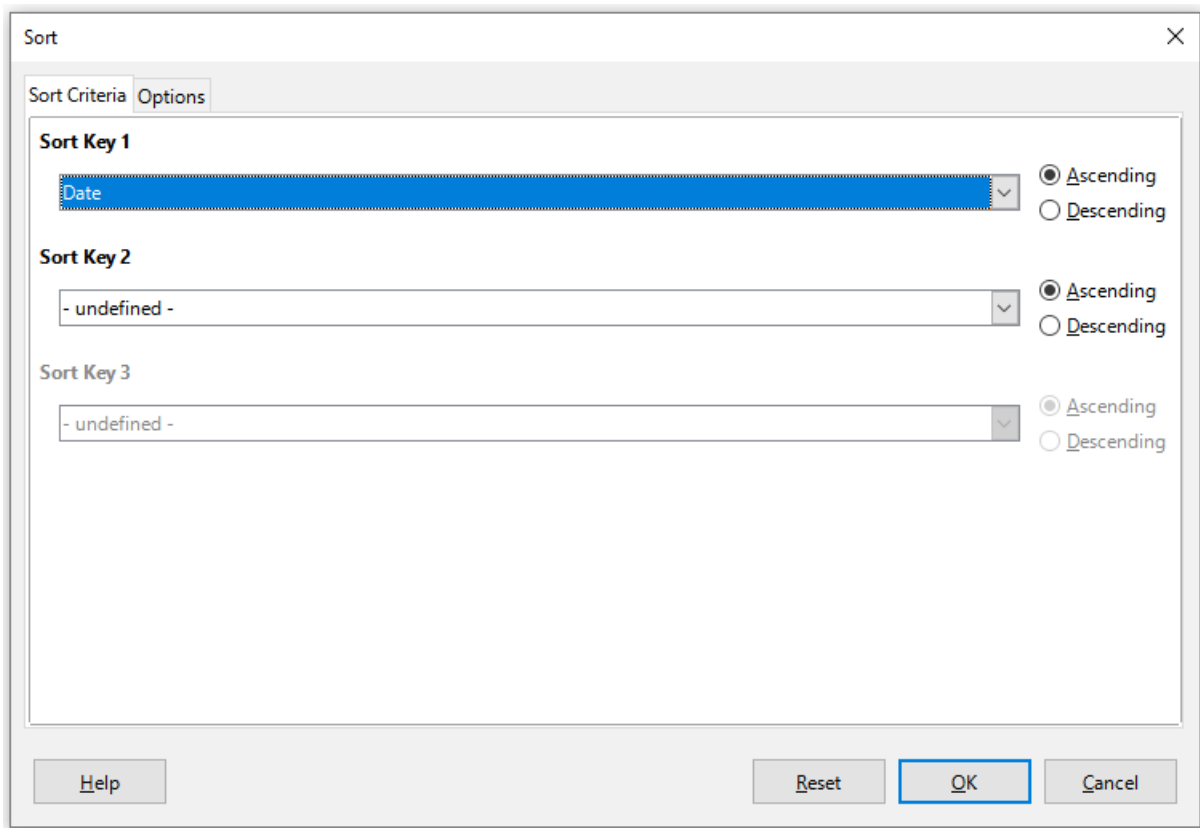 Sort
Sort Criteria Options
Sort Key 1
Date
Ascending
Descending
Sort Key 2
- undefined -
Ascending
Descending
Sort Key 3
- undefined -
Ascending
Descending
Help Reset OK Cancel